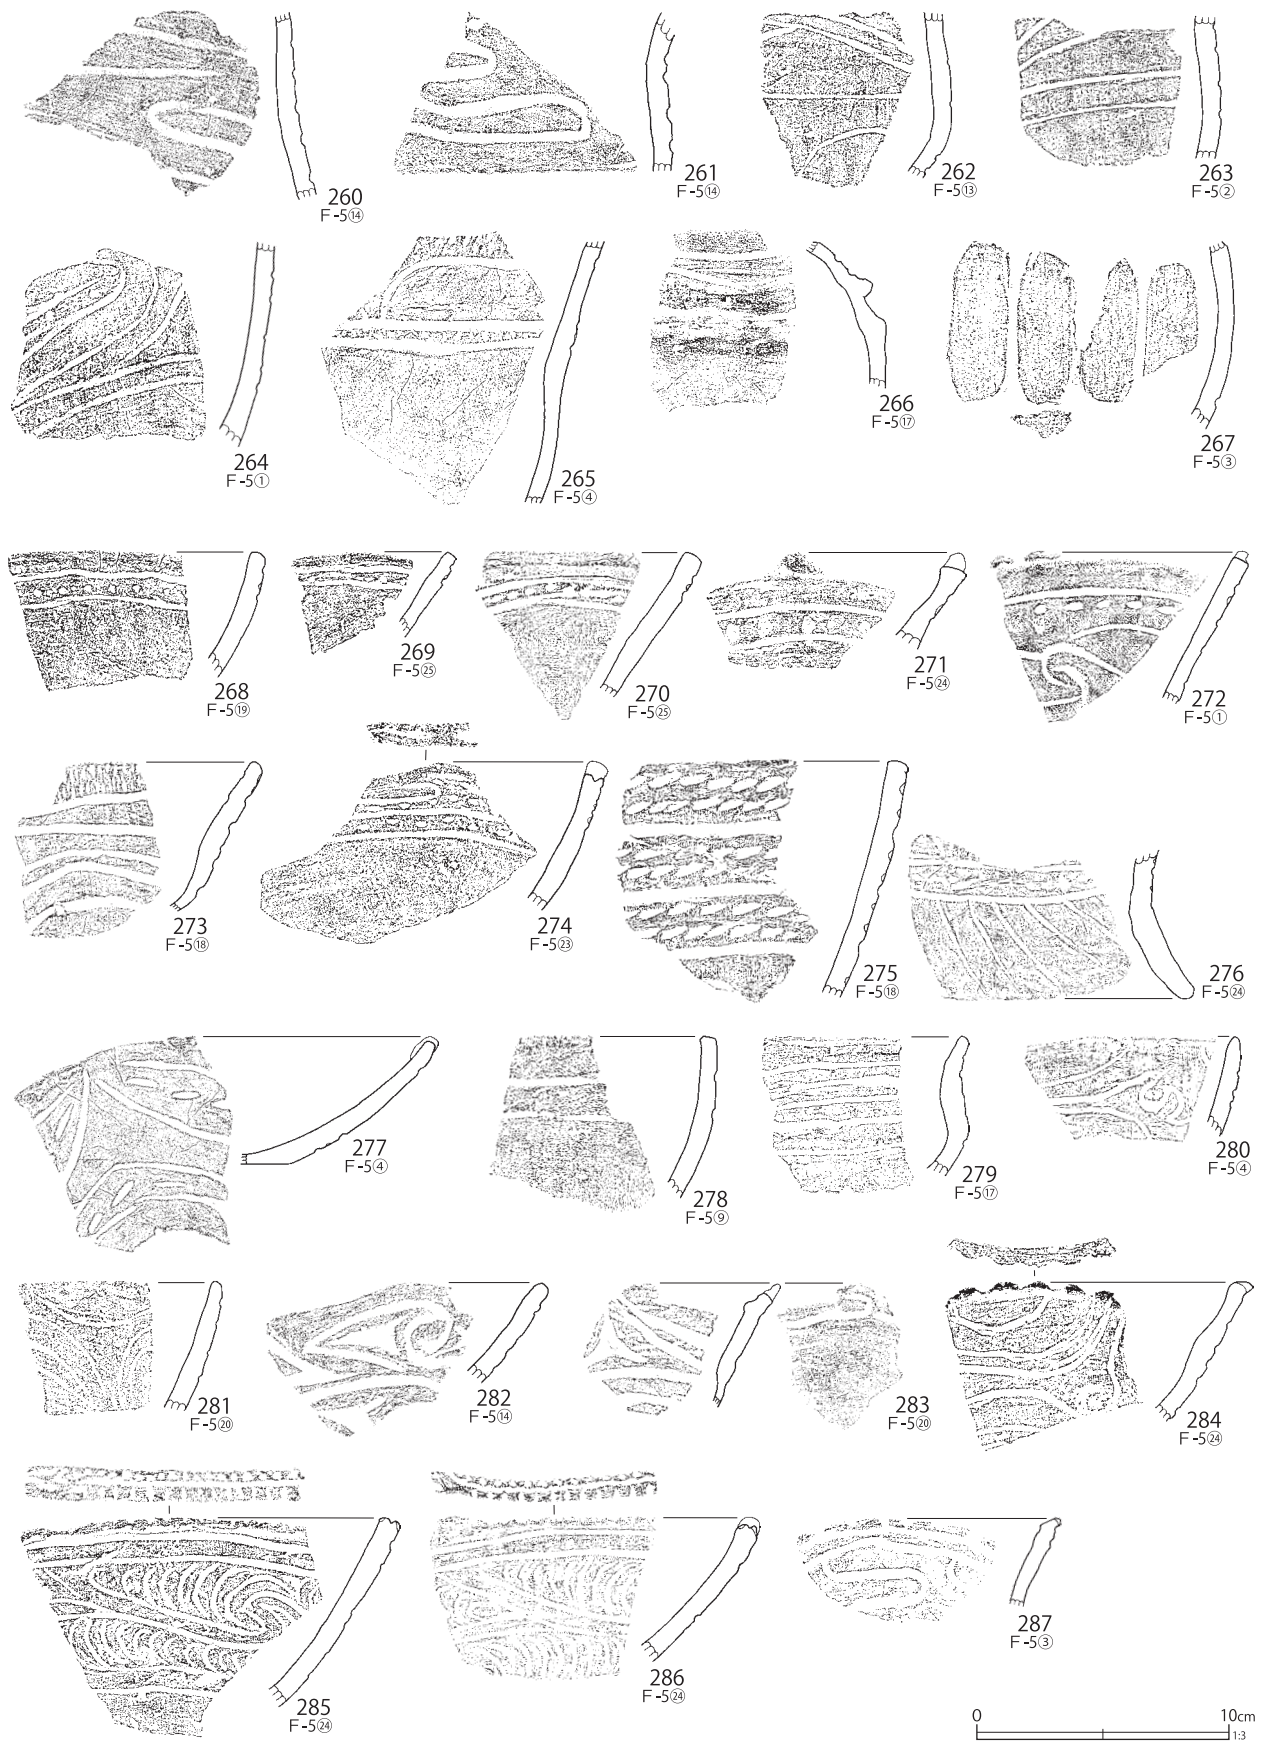 260
F-5⑭
261
F-5⑭
262
F-5⑬
263
F-5②
264
F-5①
265
F-5④
266
F-5⑰
267
F-5③
268
F-5⑲
269
F-5㉕
270
F-5㉕
271
F-5㉔
272
F-5①
273
F-5⑱
274
F-5㉓
275
F-5⑱
276
F-5㉔
277
F-5④
278
F-5⑨
279
F-5⑰
280
F-5④
281
F-5⑳
282
F-5⑭
283
F-5⑳
284
F-5㉔
285
F-5㉔
286
F-5㉔
287
F-5③
0 10cm
1:3